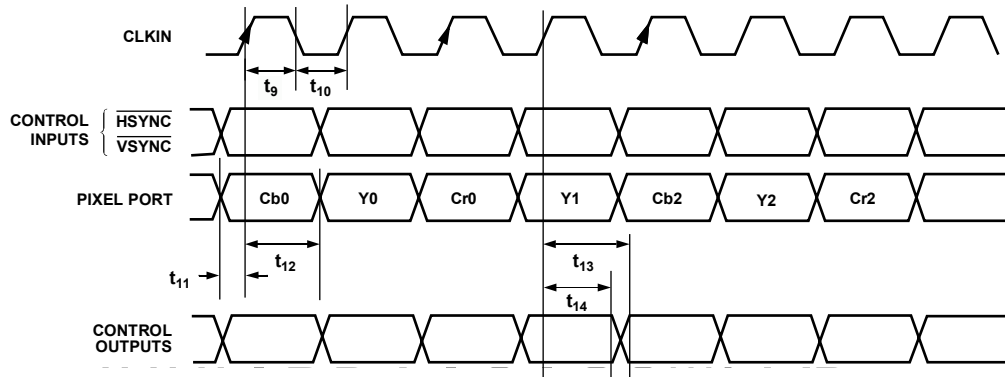 CLKIN
t9 t10
CONTROL INPUTS { HSYNC VSYNC
PIXEL PORT Cb0 Y0 Cr0 Y1 Cb2 Y2 Cr2
t11 t12 t13
t14
CONTROL OUTPUTS